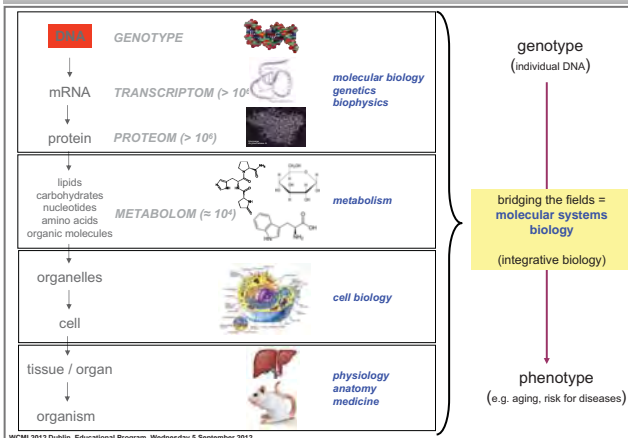 DNA
GENOTYPE
mRNA
TRANSCRIPTOM (> 10
protein
PROTEOM (> 10⁶)
molecular biology
genetics
biophysics
lipids
carbohydrates
nucleotides
amino acids
organic molecules
METABOLOM (≈ 10⁴)
metabolism
organelles
cell
cell biology
tissue / organ
organism
physiology
anatomy
medicine
genotype
(individual DNA)
bridging the fields =
molecular systems
biology
(integrative biology)
phenotype
(e.g. aging, risk for diseases)
WCMI 2012 Dublin, Educational Program, Wednesday 5 September 2012